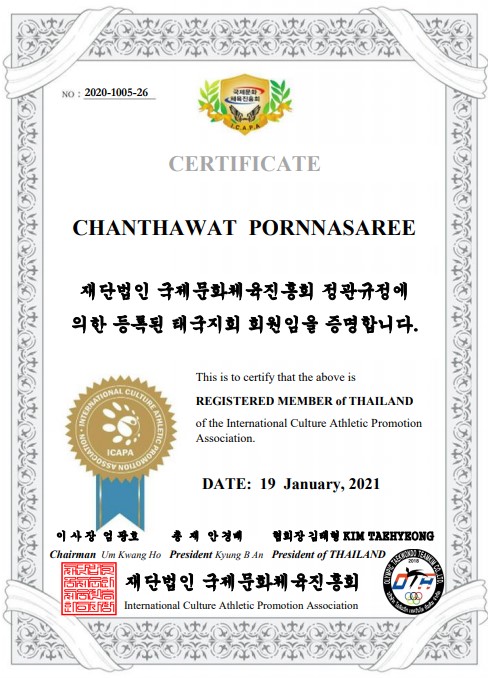 NO : 2020-1005-26
국제문화
체육진흥회
I.C.A.P.A
CERTIFICATE
CHANTHAWAT PORNNASAREE
재단법인 국제문화체육진흥회 정관규정에
의한 등록된 태국지회 회원임을 증명합니다.
This is to certify that the above is
REGISTERED MEMBER of THAILAND
of the International Culture Athletic Promotion
Association.
INTERNATIONAL CULTURE ATHLETIC PROMOTION ASSOCIATION
ICAPA
DATE: 19 January, 2021
이사장 엄광호 총재 안경배 협회장 김태형 KIM TAEHYEONG
Chairman Um Kwang Ho President Kyung B An President of THAILAND
재단법인 국제문화체육진흥회
International Culture Athletic Promotion Association
OLYMPIC TAEKWONDO TEAMKIM CO.,LTD.
2018
OTK